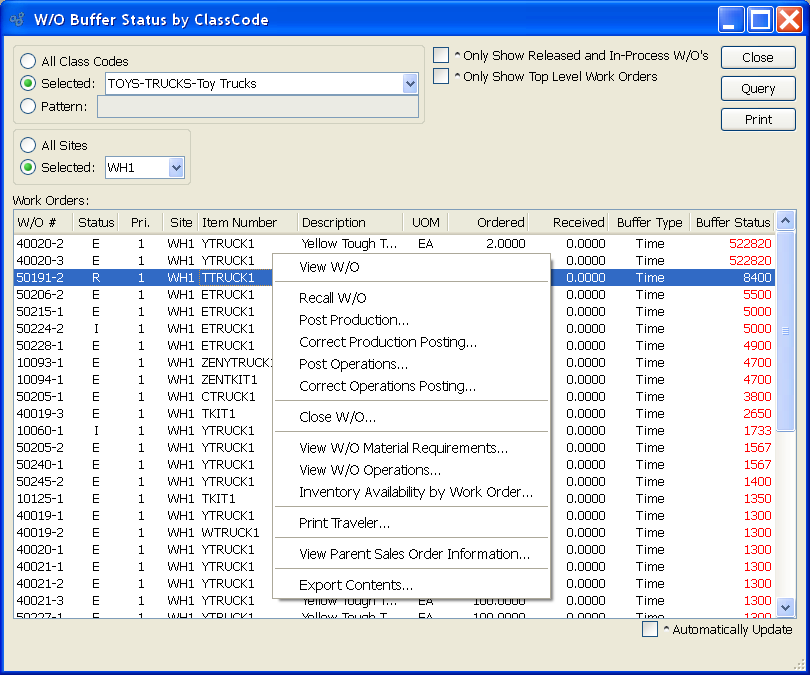 W/O Buffer Status by ClassCode
All Class Codes
Selected: TOYS-TRUCKS-Toy Trucks
Pattern:
^ Only Show Released and In-Process W/O's
^ Only Show Top Level Work Orders
Close
Query
Print
All Sites
Selected: WH1
Work Orders:
W/O # Status Pri. Site Item Number Description UOM Ordered Received Buffer Type Buffer Status
40020-2 E 1 WH1 YTRUCK1 Yellow Tough T... EA 2.0000 0.0000 Time 522820
40020-3 E 1 WH1 YTRUCK1 0.0000 Time 522820
50191-2 R 1 WH1 TTRUCK1 0.0000 Time 8400
50206-2 E 1 WH1 ETRUCK1 0.0000 Time 5500
50215-1 E 1 WH1 ETRUCK1 0.0000 Time 5000
50224-2 I 1 WH1 ETRUCK1 0.0000 Time 5000
50228-1 E 1 WH1 ETRUCK1 0.0000 Time 4900
10093-1 E 1 WH1 ZENYTRUCK1 0.0000 Time 4700
10094-1 E 1 WH1 ZENTKIT1 0.0000 Time 4700
50205-1 E 1 WH1 CTRUCK1 0.0000 Time 3800
40019-3 E 1 WH1 TKIT1 0.0000 Time 2650
10060-1 I 1 WH1 YTRUCK1 0.0000 Time 1733
50205-2 E 1 WH1 YTRUCK1 0.0000 Time 1567
50240-1 E 1 WH1 YTRUCK1 0.0000 Time 1567
50245-2 E 1 WH1 YTRUCK1 0.0000 Time 1400
10125-1 E 1 WH1 TKIT1 0.0000 Time 1350
40019-1 E 1 WH1 YTRUCK1 0.0000 Time 1300
40019-2 E 1 WH1 WTRUCK1 0.0000 Time 1300
40020-1 E 1 WH1 YTRUCK1 0.0000 Time 1300
40021-1 E 1 WH1 YTRUCK1 0.0000 Time 1300
40021-2 E 1 WH1 YTRUCK1 0.0000 Time 1300
40021-3 E 1 WH1 YTRUCK1 Yellow Tough T... EA 100.0000 0.0000 Time 1300
50227-1 E 1 WH1 YTRUCK1 Yellow Tough T... EA 100.0000 0.0000 Time 1300
View W/O
Recall W/O
Post Production...
Correct Production Posting...
Post Operations...
Correct Operations Posting...
Close W/O...
View W/O Material Requirements...
View W/O Operations...
Inventory Availability by Work Order...
Print Traveler...
View Parent Sales Order Information...
Export Contents...
^ Automatically Update